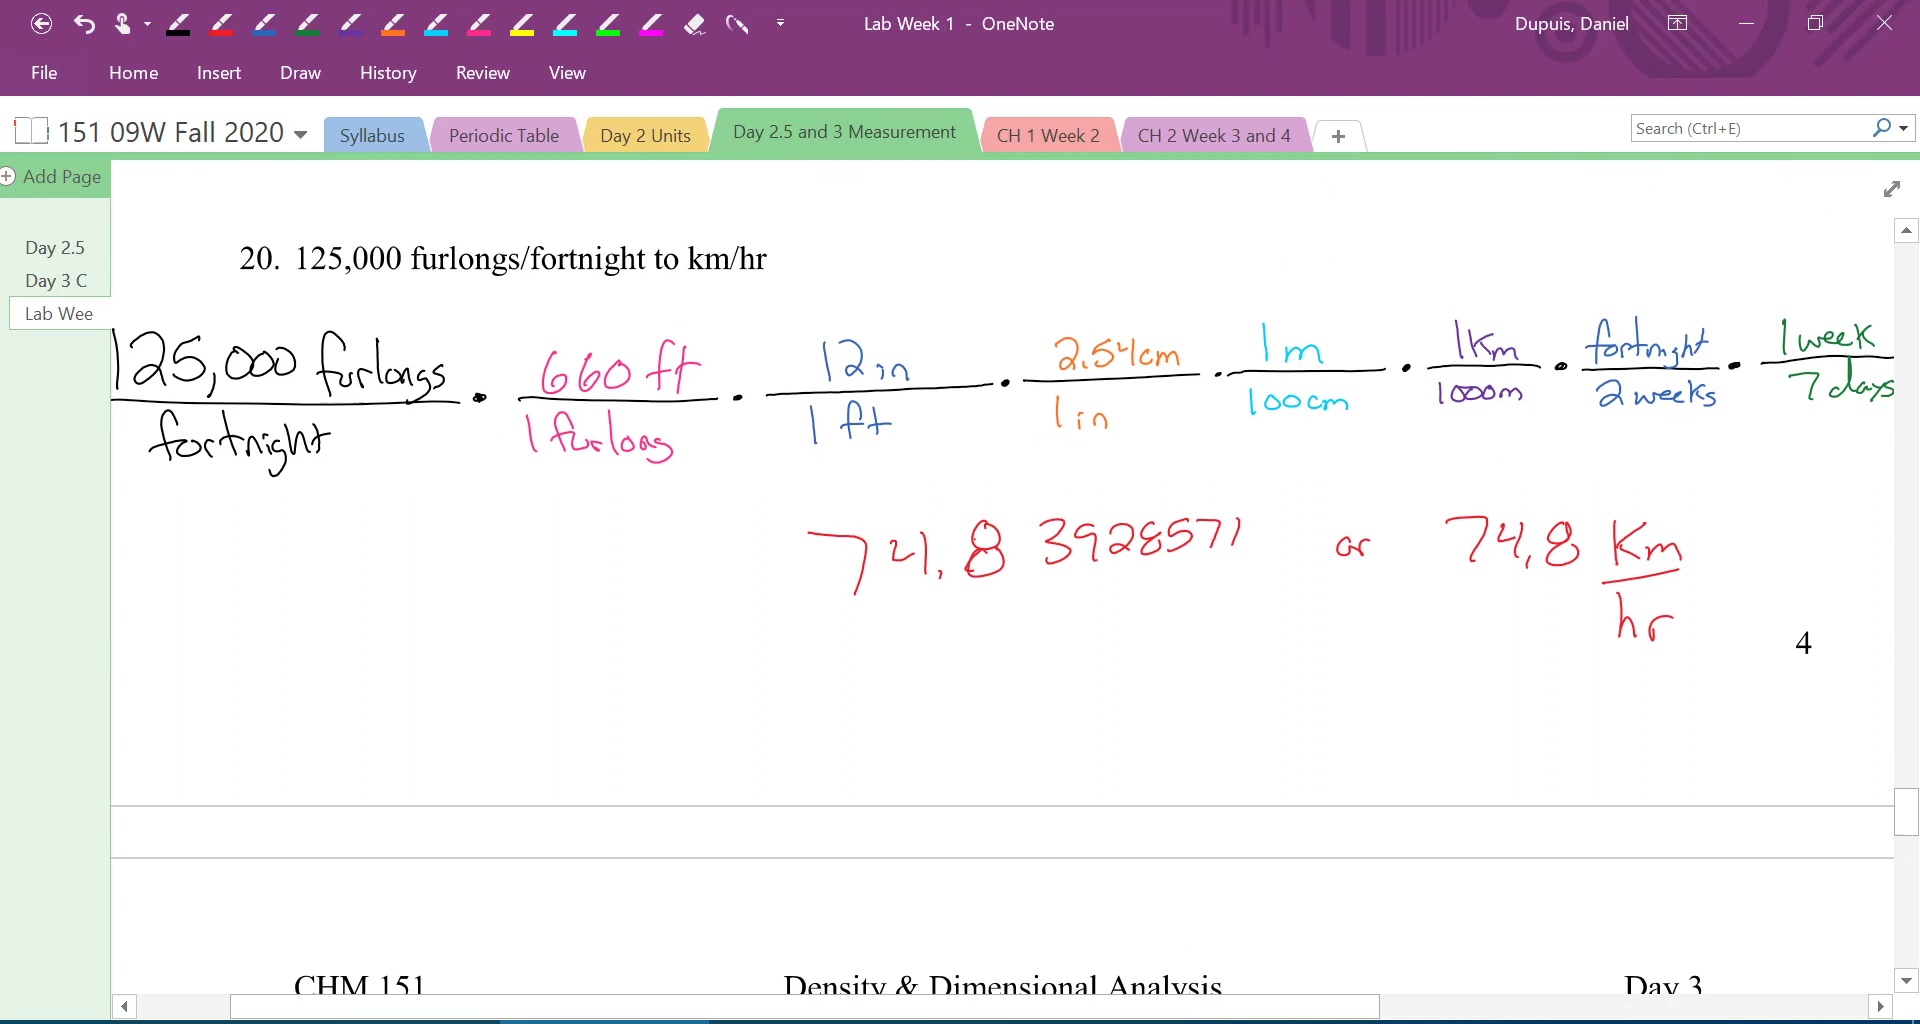 Lab Week 1 - OneNote
Dupuis, Daniel
File Home Insert Draw History Review View
151 09W Fall 2020
Syllabus Periodic Table Day 2 Units Day 2.5 and 3 Measurement CH 1 Week 2 CH 2 Week 3 and 4 +
Search (Ctrl+E)
Add Page
Day 2.5
Day 3 C
Lab Wee
20. 125,000 furlongs/fortnight to km/hr
125,000 furlongs / fortnight · 660 ft / 1 furlong · 12 in / 1 ft · 2.54 cm / 1 in · 1 m / 100 cm · 1 Km / 1000 m · fortnight / 2 weeks · 1 week / 7 days
74.83928571 or 74.8 Km / hr
4
CHM 151 Density & Dimensional Analysis Day 3